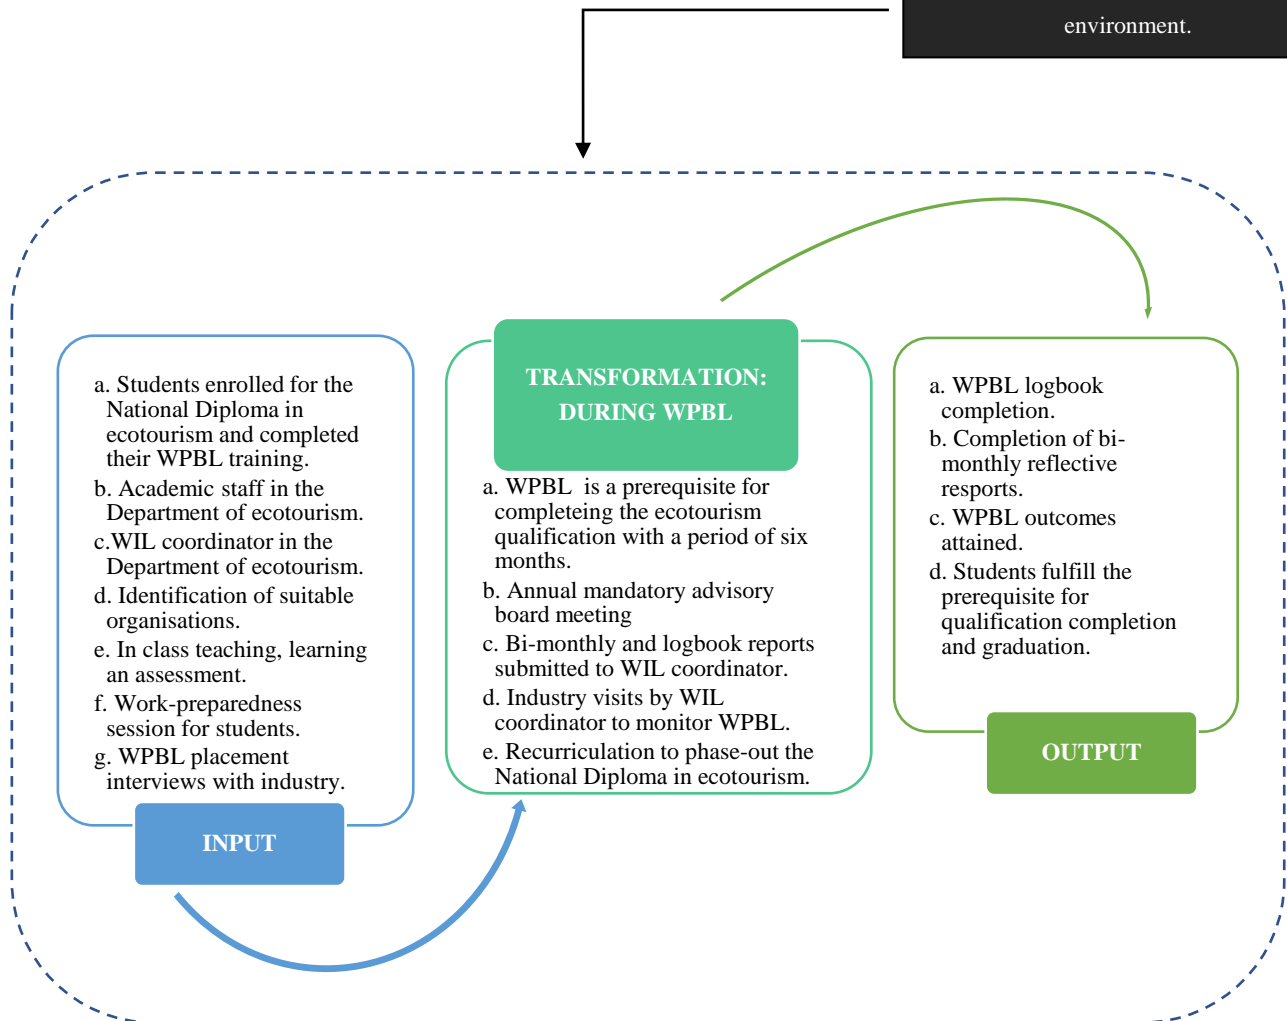 environment.
a. Students enrolled for the
National Diploma in
ecotourism and completed
their WPBL training.
b. Academic staff in the
Department of ecotourism.
c.WIL coordinator in the
Department of ecotourism.
d. Identification of suitable
organisations.
e. In class teaching, learning
an assessment.
f. Work-preparedness
session for students.
g. WPBL placement
interviews with industry.
INPUT
TRANSFORMATION:
DURING WPBL
a. WPBL is a prerequisite for
completeing the ecotourism
qualification with a period of six
months.
b. Annual mandatory advisory
board meeting
c. Bi-monthly and logbook reports
submitted to WIL coordinator.
d. Industry visits by WIL
coordinator to monitor WPBL.
e. Recurriculation to phase-out the
National Diploma in ecotourism.
a. WPBL logbook
completion.
b. Completion of bi-
monthly reflective
resports.
c. WPBL outcomes
attained.
d. Students fulfill the
prerequisite for
qualification completion
and graduation.
OUTPUT